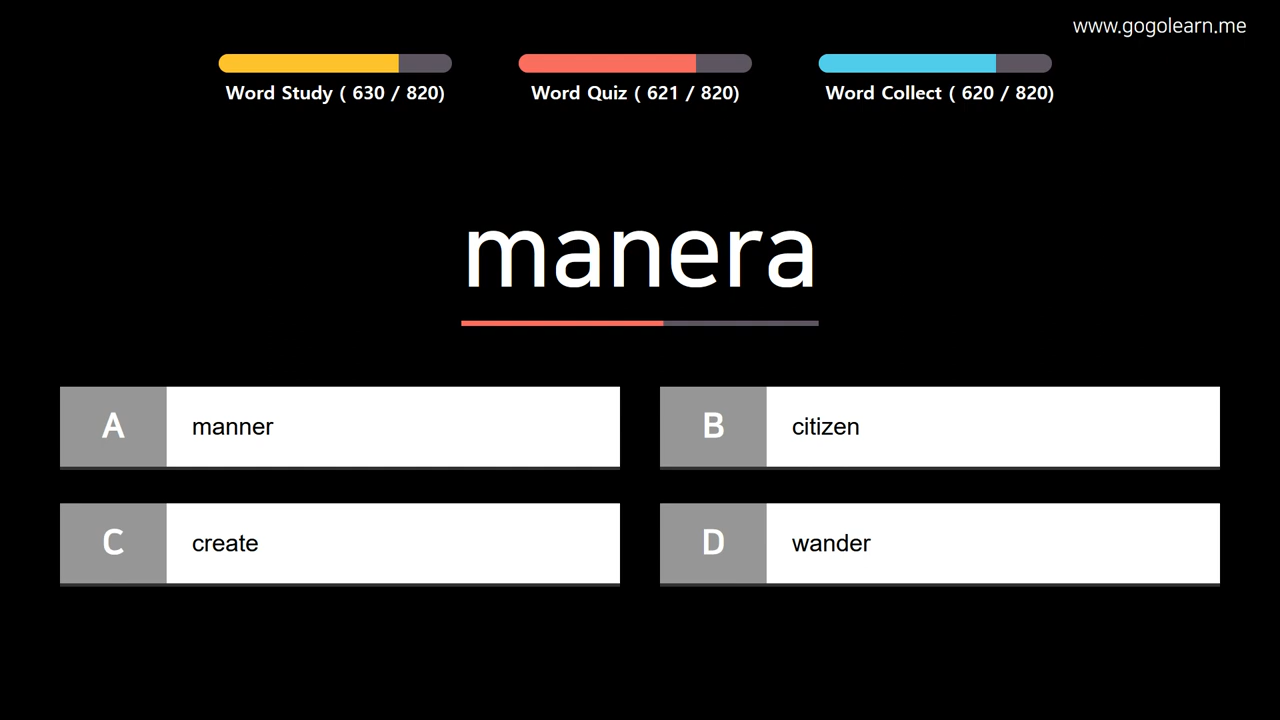 www.gogolearn.me
Word Study ( 630 / 820)
Word Quiz ( 621 / 820)
Word Collect ( 620 / 820)
manera
A manner
B citizen
C create
D wander